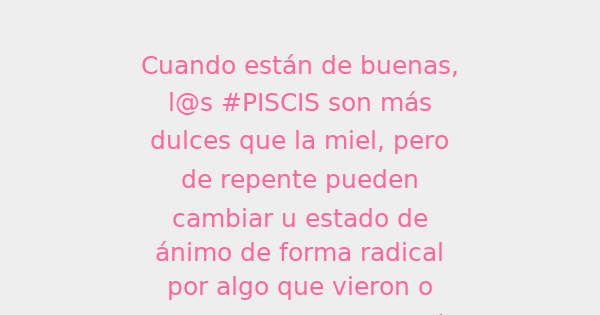 Cuando están de buenas,
l@s #PISCIS son más
dulces que la miel, pero
de repente pueden
cambiar u estado de
ánimo de forma radical
por algo que vieron o